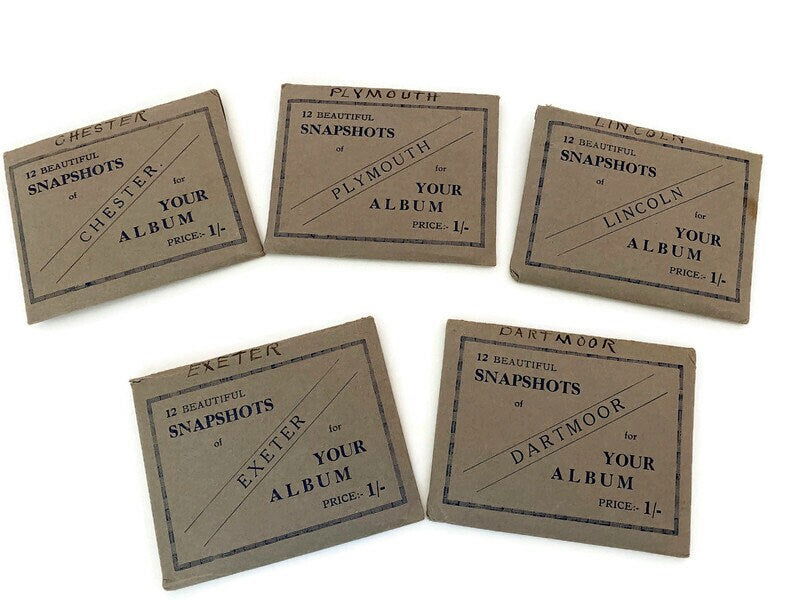 CHESTER
12 BEAUTIFUL
SNAPSHOTS
of
CHESTER.
for
YOUR
ALBUM
PRICE:- 1/-
PLYMOUTH
12 BEAUTIFUL
SNAPSHOTS
of
PLYMOUTH
for
YOUR
ALBUM
PRICE:- 1/-
LINCOLN
12 BEAUTIFUL
SNAPSHOTS
of
LINCOLN
for
YOUR
ALBUM
PRICE:- 1/-
EXETER
12 BEAUTIFUL
SNAPSHOTS
of
EXETER
for
YOUR
ALBUM
PRICE:- 1/-
DARTMOOR
12 BEAUTIFUL
SNAPSHOTS
of
DARTMOOR
for
YOUR
ALBUM
PRICE:- 1/-